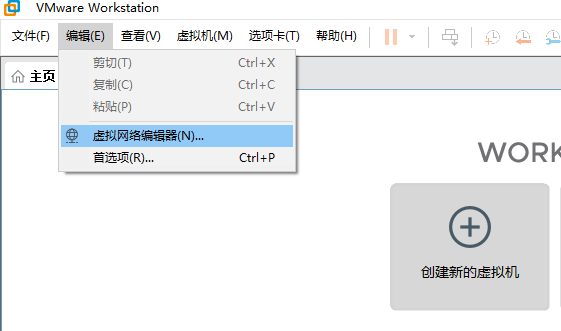 VMware Workstation
文件(F) 编辑(E) 查看(V) 虚拟机(M) 选项卡(T) 帮助(H)
主页
剪切(T) Ctrl+X
复制(C) Ctrl+C
粘贴(P) Ctrl+V
虚拟网络编辑器(N)...
首选项(R)... Ctrl+P
WORK
创建新的虚拟机